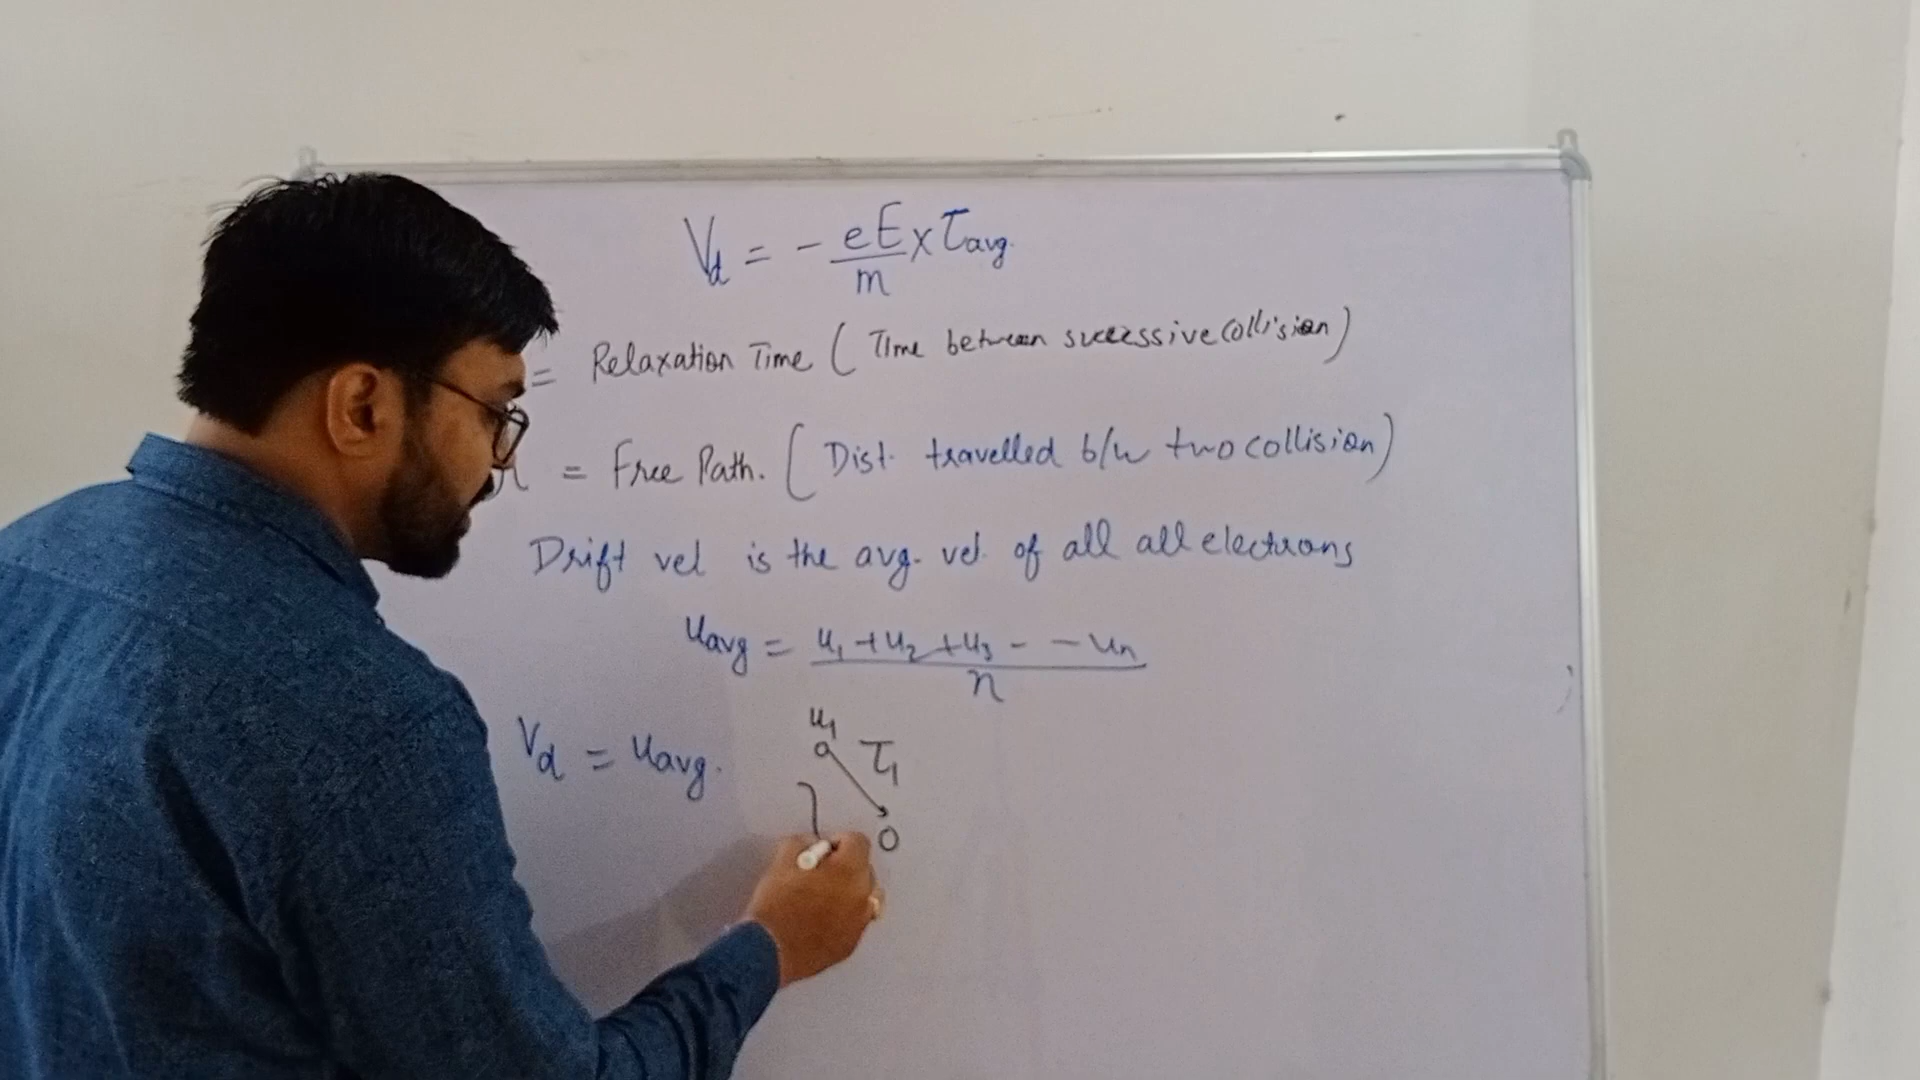 Vd = - eE/m x τavg.
= Relaxation Time ( Time between successive collision)
λ = Free Path. ( Dist. travelled b/w two collision)
Drift vel is the avg. vel. of all all electrons
uavg = u1 + u2 + u3 - - un / n
Vd = uavg.
u1
τ1